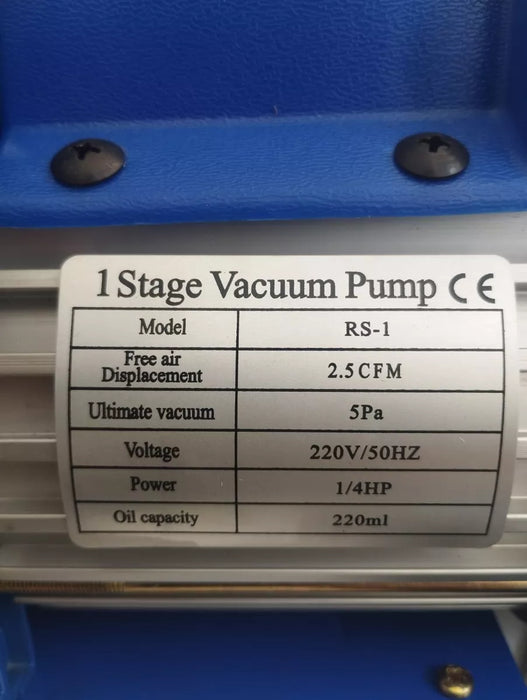 1 Stage Vacuum Pump CE
Model RS-1
Free air
Displacement 2.5CFM
Ultimate vacuum 5Pa
Voltage 220V/50HZ
Power 1/4HP
Oil capacity 220ml